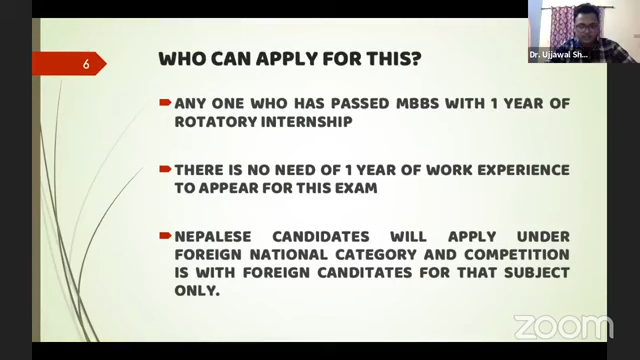 6
WHO CAN APPLY FOR THIS?
ANY ONE WHO HAS PASSED MBBS WITH 1 YEAR OF
ROTATORY INTERNSHIP
THERE IS NO NEED OF 1 YEAR OF WORK EXPERIENCE
TO APPEAR FOR THIS EXAM
NEPALESE CANDIDATES WILL APPLY UNDER
FOREIGN NATIONAL CATEGORY AND COMPETITION
IS WITH FOREIGN CANDITATES FOR THAT SUBJECT
ONLY.
Dr. Ujjawal Sh...
zoom